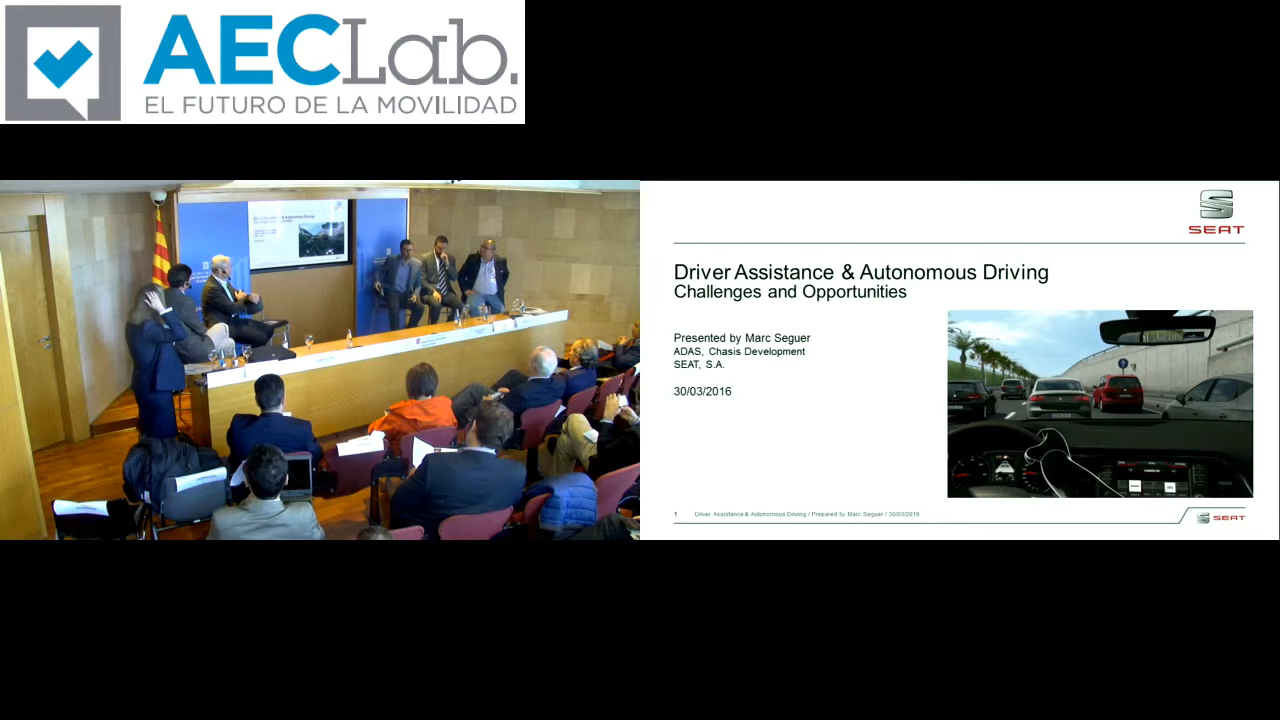 AECLab.
EL FUTURO DE LA MOVILIDAD
SEAT
Driver Assistance & Autonomous Driving
Challenges and Opportunities
Presented by Marc Seguer
ADAS, Chasis Development
SEAT, S.A.
30/03/2016
1 Driver Assistance & Autonomous Driving / Prepared by Marc Seguer / 30/03/2016
SEAT